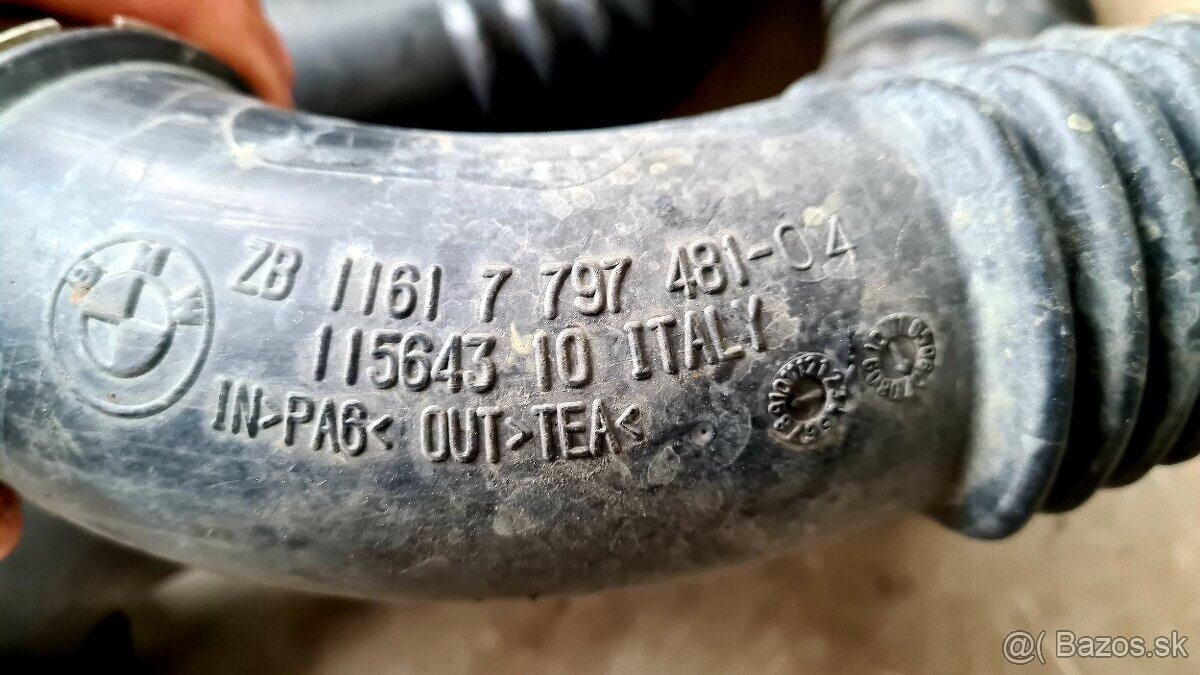 BMW
ZB 1161 7 797 481-04
115643 10 ITALY
IN>PA6< OUT>TEA<
@( Bazos.sk